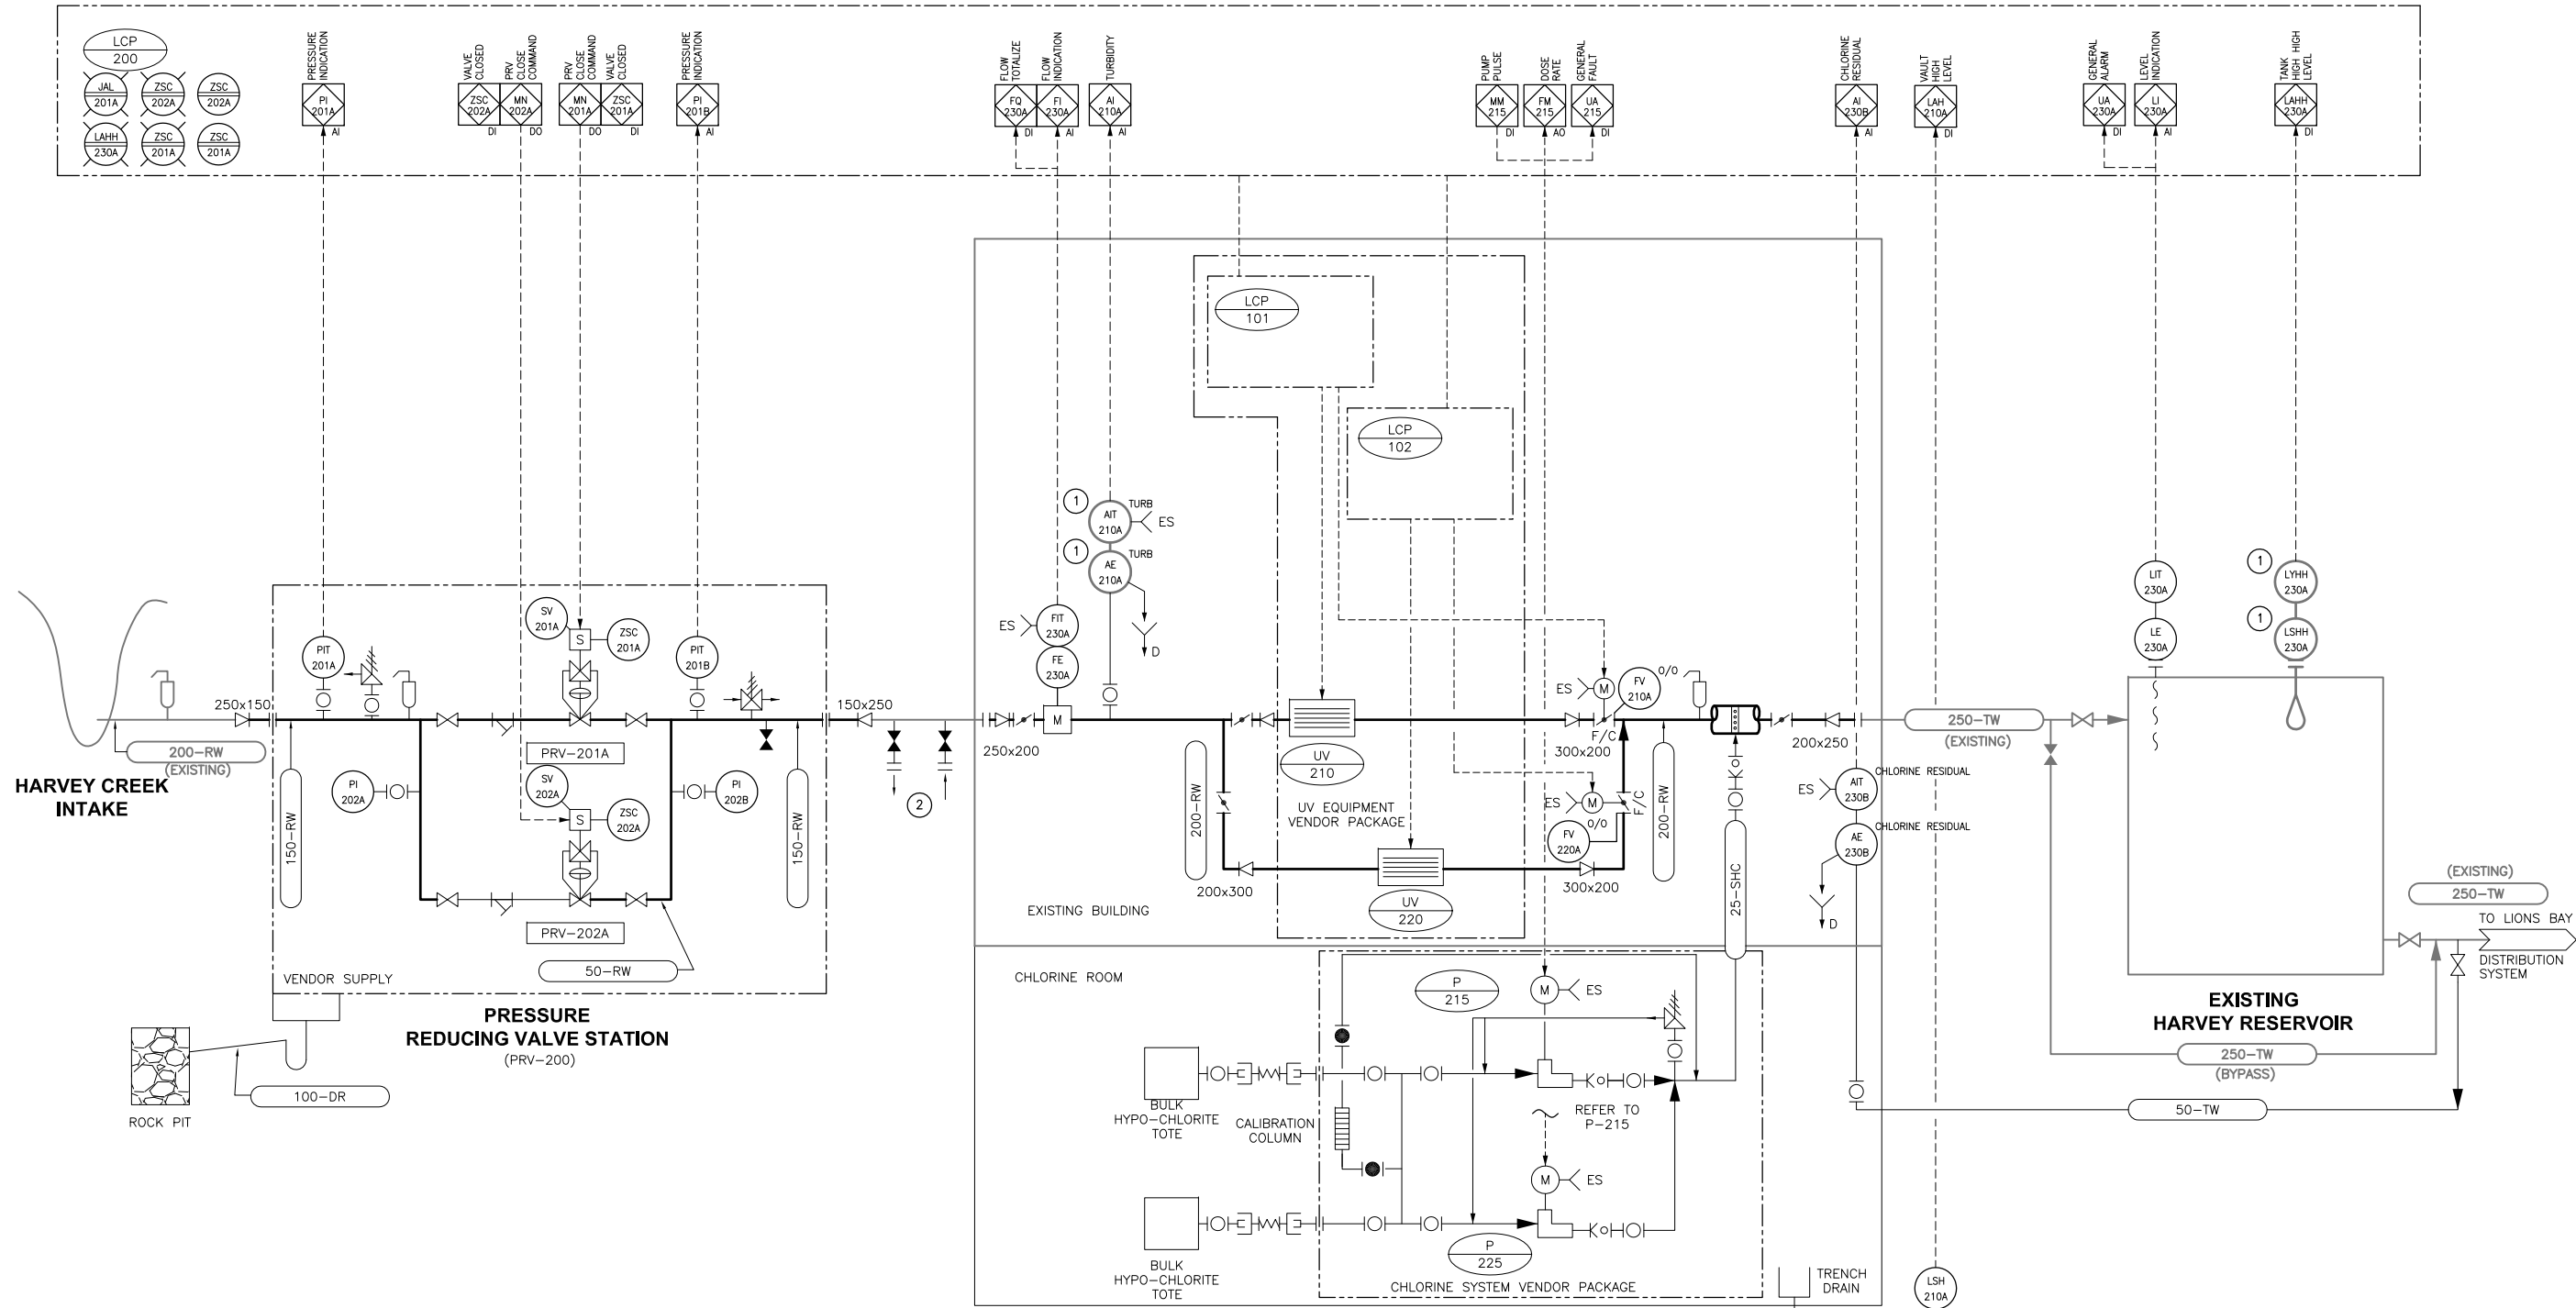 LCP
200
JAL
201A
ZSC
202A
ZSC
202A
LAHH
230A
ZSC
201A
ZSC
201A
PRESSURE
INDICATION
PI
201A
AI
VALVE
CLOSED
ZSC
202A
DI
PRV
CLOSE
COMMAND
MN
202A
DO
PRV
CLOSE
COMMAND
MN
201A
DO
VALVE
CLOSED
ZSC
201A
DI
PRESSURE
INDICATION
PI
201B
AI
FLOW
TOTALIZE
FQ
230A
DI
FLOW
INDICATION
FI
230A
AI
TURBIDITY
AI
210A
AI
PUMP
PULSE
MM
215
DI
DOSE
RATE
FM
215
AO
GENERAL
FAULT
UA
215
DI
CHLORINE
RESIDUAL
AI
230B
AI
VAULT
HIGH
LEVEL
LAH
210A
DI
GENERAL
ALARM
UA
230A
DI
LEVEL
INDICATION
LI
230A
AI
TANK HIGH HIGH
LEVEL
LAHH
230A
DI
LCP
101
LCP
102
1
AIT
210A
TURB
ES
1
AE
210A
TURB
D
ES
FIT
230A
FE
230A
M
250x200
HARVEY CREEK
INTAKE
200-RW
(EXISTING)
250x150
150-RW
PIT
201A
PI
202A
SV
201A
S
ZSC
201A
PRV-201A
SV
202A
S
ZSC
202A
PRV-202A
50-RW
PIT
201B
PI
202B
150-RW
150x250
2
VENDOR SUPPLY
PRESSURE
REDUCING VALVE STATION
(PRV-200)
ROCK PIT
100-DR
200-RW
200x300
UV
210
UV EQUIPMENT
VENDOR PACKAGE
UV
220
EXISTING BUILDING
ES
M
FV
210A
O/O
F/C
300x200
ES
M
O/O
F/C
FV
220A
300x200
200-RW
25-SHC
200x250
ES
AIT
230B
CHLORINE RESIDUAL
AE
230B
CHLORINE RESIDUAL
D
250-TW
(EXISTING)
LIT
230A
LE
230A
1
LYHH
230A
1
LSHH
230A
(EXISTING)
250-TW
TO LIONS BAY
DISTRIBUTION
SYSTEM
EXISTING
HARVEY RESERVOIR
250-TW
(BYPASS)
50-TW
CHLORINE ROOM
P
215
M
ES
BULK
HYPO-CHLORITE
TOTE
CALIBRATION
COLUMN
REFER TO
P-215
M
ES
BULK
HYPO-CHLORITE
TOTE
P
225
CHLORINE SYSTEM VENDOR PACKAGE
TRENCH
DRAIN
LSH
210A